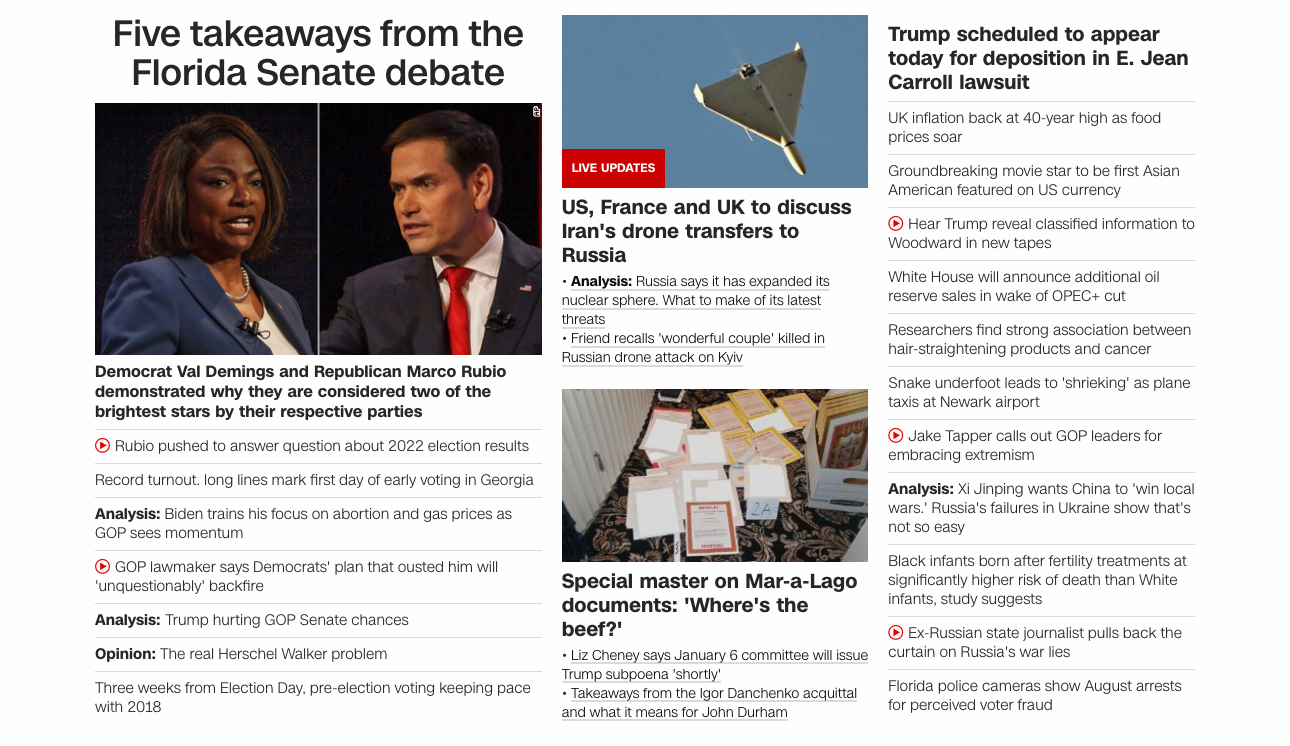 Five takeaways from the
Florida Senate debate
AP
Democrat Val Demings and Republican Marco Rubio
demonstrated why they are considered two of the
brightest stars by their respective parties
Rubio pushed to answer question about 2022 election results
Record turnout. long lines mark first day of early voting in Georgia
Analysis: Biden trains his focus on abortion and gas prices as
GOP sees momentum
GOP lawmaker says Democrats' plan that ousted him will
'unquestionably' backfire
Analysis: Trump hurting GOP Senate chances
Opinion: The real Herschel Walker problem
Three weeks from Election Day, pre-election voting keeping pace
with 2018
LIVE UPDATES
US, France and UK to discuss
Iran's drone transfers to
Russia
• Analysis: Russia says it has expanded its
nuclear sphere. What to make of its latest
threats
• Friend recalls 'wonderful couple' killed in
Russian drone attack on Kyiv
2A
Special master on Mar-a-Lago
documents: 'Where's the
beef?'
• Liz Cheney says January 6 committee will issue
Trump subpoena 'shortly'
• Takeaways from the Igor Danchenko acquittal
and what it means for John Durham
Trump scheduled to appear
today for deposition in E. Jean
Carroll lawsuit
UK inflation back at 40-year high as food
prices soar
Groundbreaking movie star to be first Asian
American featured on US currency
Hear Trump reveal classified information to
Woodward in new tapes
White House will announce additional oil
reserve sales in wake of OPEC+ cut
Researchers find strong association between
hair-straightening products and cancer
Snake underfoot leads to 'shrieking' as plane
taxis at Newark airport
Jake Tapper calls out GOP leaders for
embracing extremism
Analysis: Xi Jinping wants China to 'win local
wars.' Russia's failures in Ukraine show that's
not so easy
Black infants born after fertility treatments at
significantly higher risk of death than White
infants, study suggests
Ex-Russian state journalist pulls back the
curtain on Russia's war lies
Florida police cameras show August arrests
for perceived voter fraud